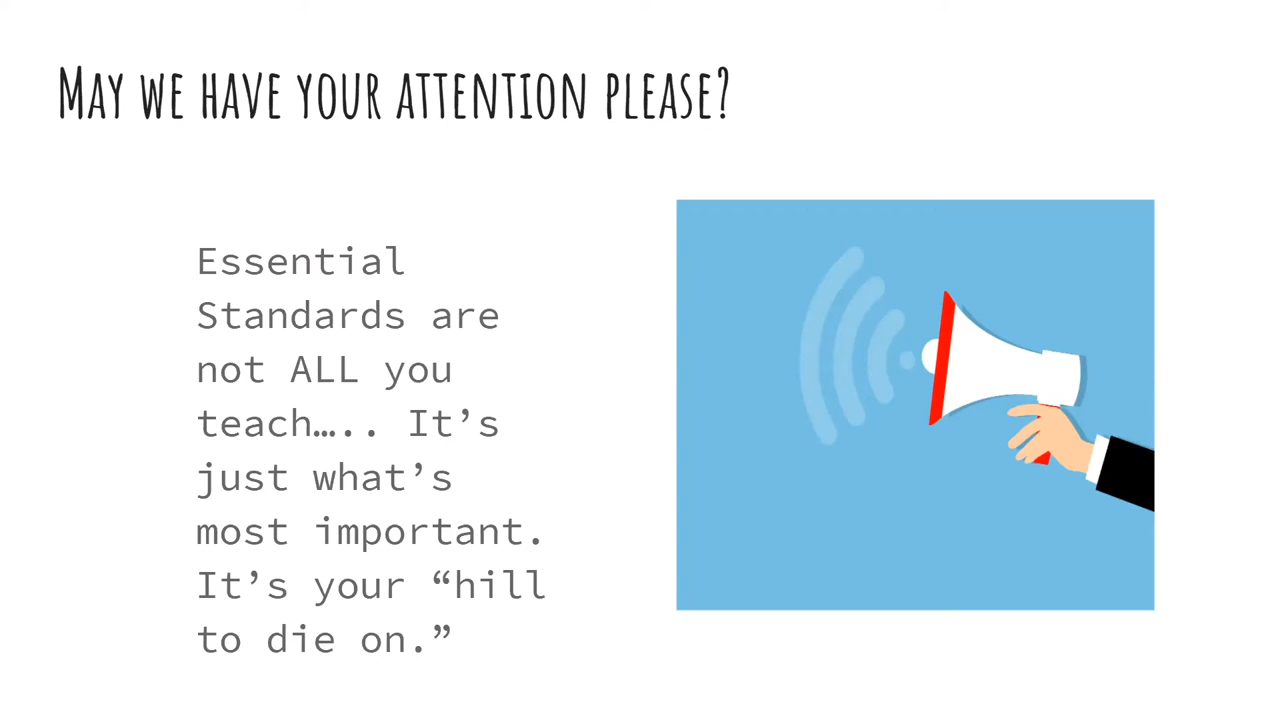 May we have your attention please?
Essential
Standards are
not ALL you
teach….. It’s
just what’s
most important.
It’s your “hill
to die on.”